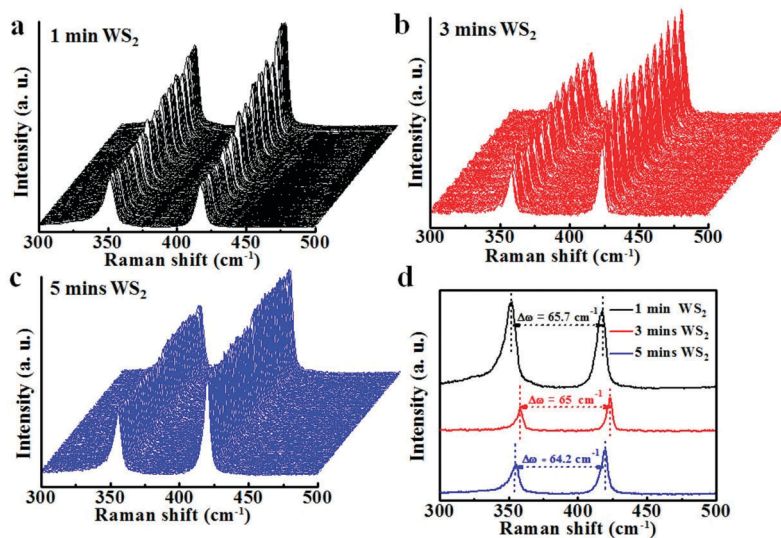 a
1 min WS2
Intensity (a. u.)
300 350 400 450 500
Raman shift (cm-1)
b
3 mins WS2
Intensity (a. u.)
300 350 400 450 500
Raman shift (cm-1)
c
5 mins WS2
Intensity (a. u.)
300 350 400 450 500
Raman shift (cm-1)
d
Δω = 65.7 cm-1
1 min WS2
3 mins WS2
5 mins WS2
Δω = 65 cm-1
Δω = 64.2 cm-1
Intensity (a. u.)
300 350 400 450 500
Raman shift (cm-1)